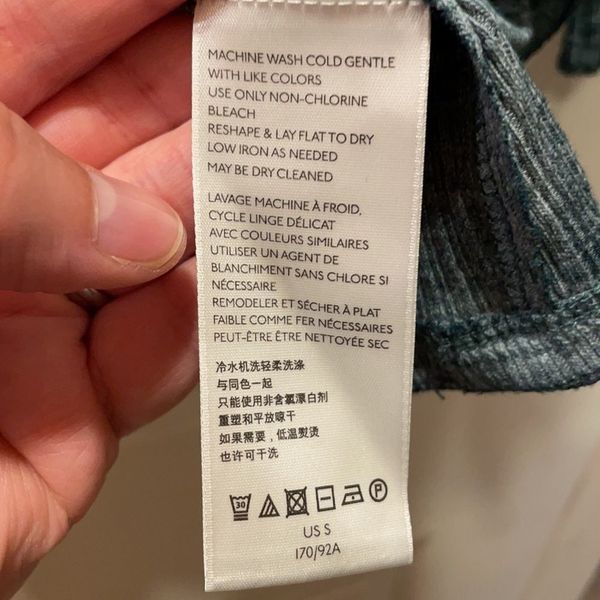 MACHINE WASH COLD GENTLE
WITH LIKE COLORS
USE ONLY NON-CHLORINE
BLEACH
RESHAPE & LAY FLAT TO DRY
LOW IRON AS NEEDED
MAY BE DRY CLEANED
LAVAGE MACHINE À FROID,
CYCLE LINGE DÉLICAT
AVEC COULEURS SIMILAIRES
UTILISER UN AGENT DE
BLANCHIMENT SANS CHLORE SI
NÉCESSAIRE
REMODELER ET SÉCHER À PLAT
FAIBLE COMME FER NÉCESSAIRES
PEUT-ÊTRE ÊTRE NETTOYÉE SEC
冷水机洗轻柔洗涤
与同色一起
只能使用非含氯漂白剂
重塑和平放晾干
如果需要，低温熨烫
也许可干洗
30 P
US S
170/92A